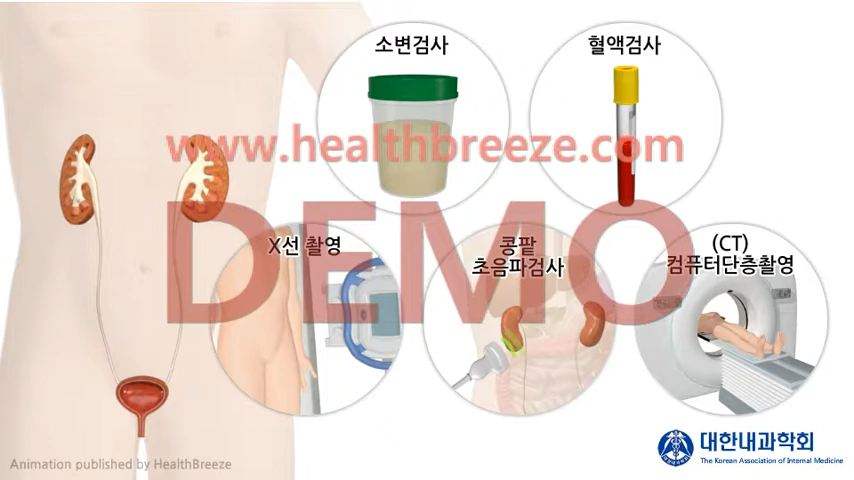 소변검사
혈액검사
www.healthbreeze.com
DEMO
X선 촬영
콩팥
초음파검사
(CT)
컴퓨터단층촬영
대한내과학회
The Korean Association of Internal Medicine
Animation published by HealthBreeze